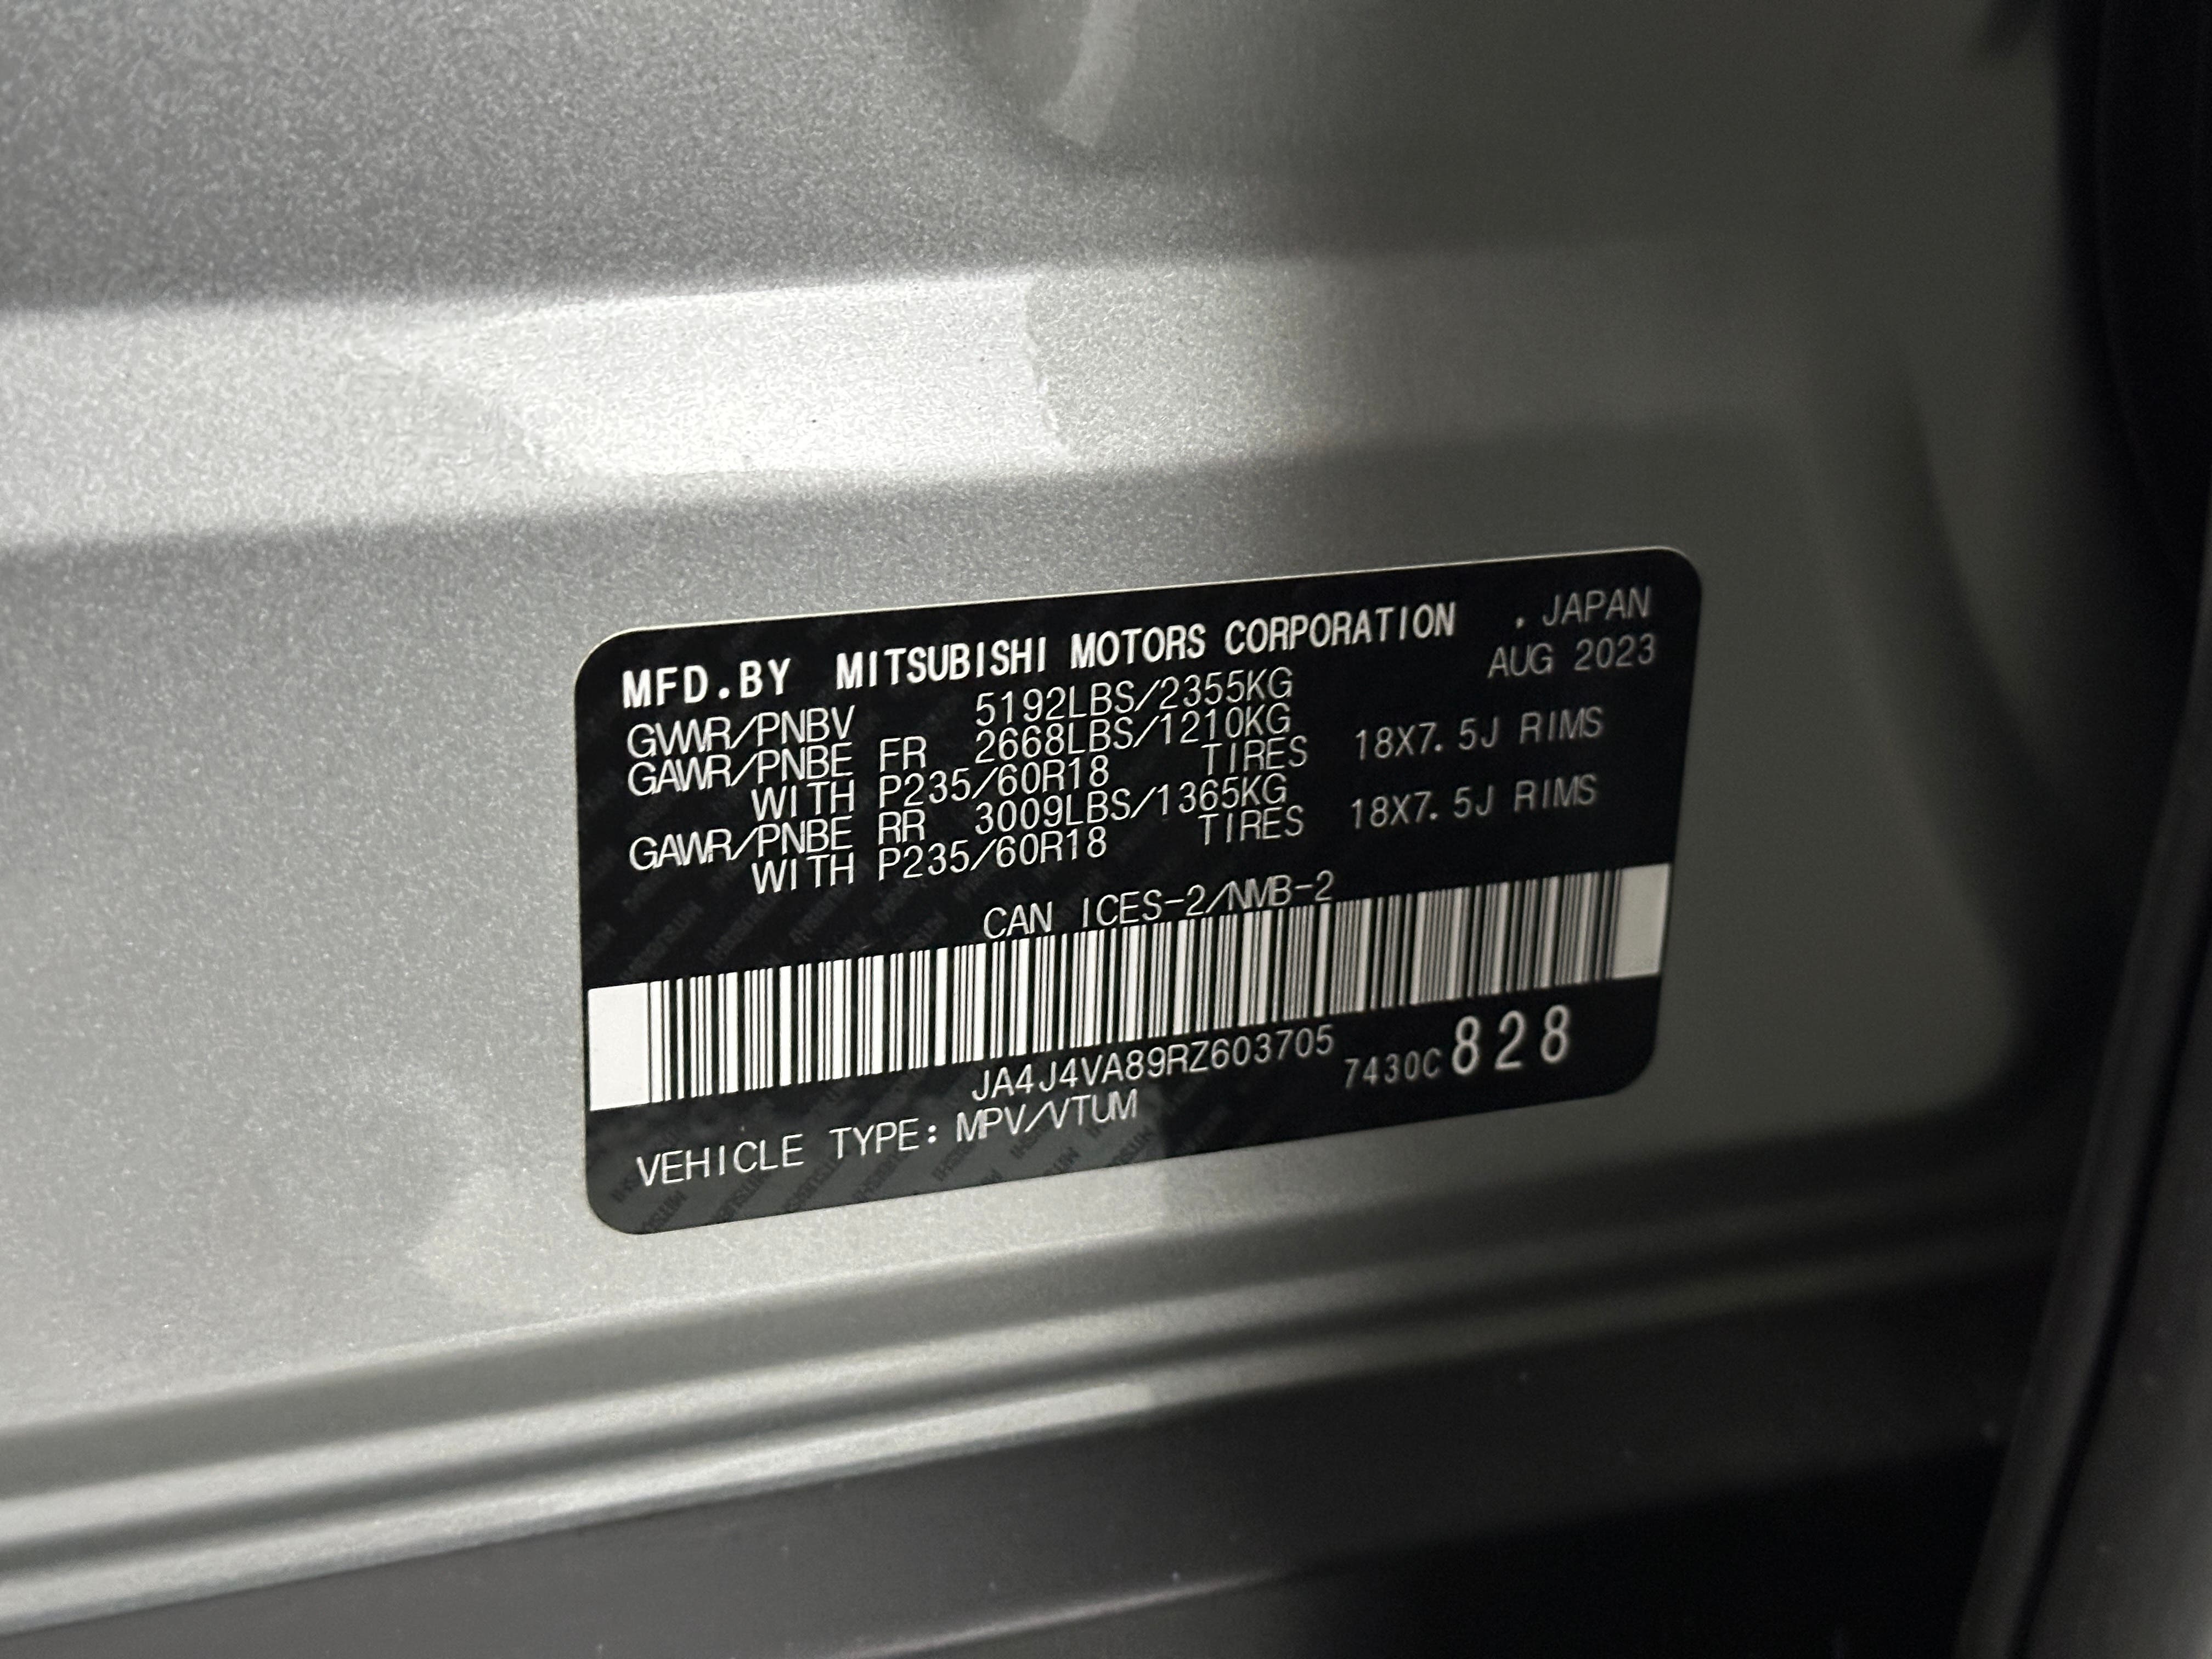 MFD.BY MITSUBISHI MOTORS CORPORATION . JAPAN
AUG 2023
GVWR/PNBV 5192LBS/2355KG
GAWR/PNBE FR 2668LBS/1210KG
WITH P235/60R18 TIRES 18X7.5J RIMS
GAWR/PNBE RR 3009LBS/1365KG
WITH P235/60R18 TIRES 18X7.5J RIMS
CAN ICES-2/NMB-2
JA4J4VA89RZ603705 7430C 828
VEHICLE TYPE: MPV/VTUM